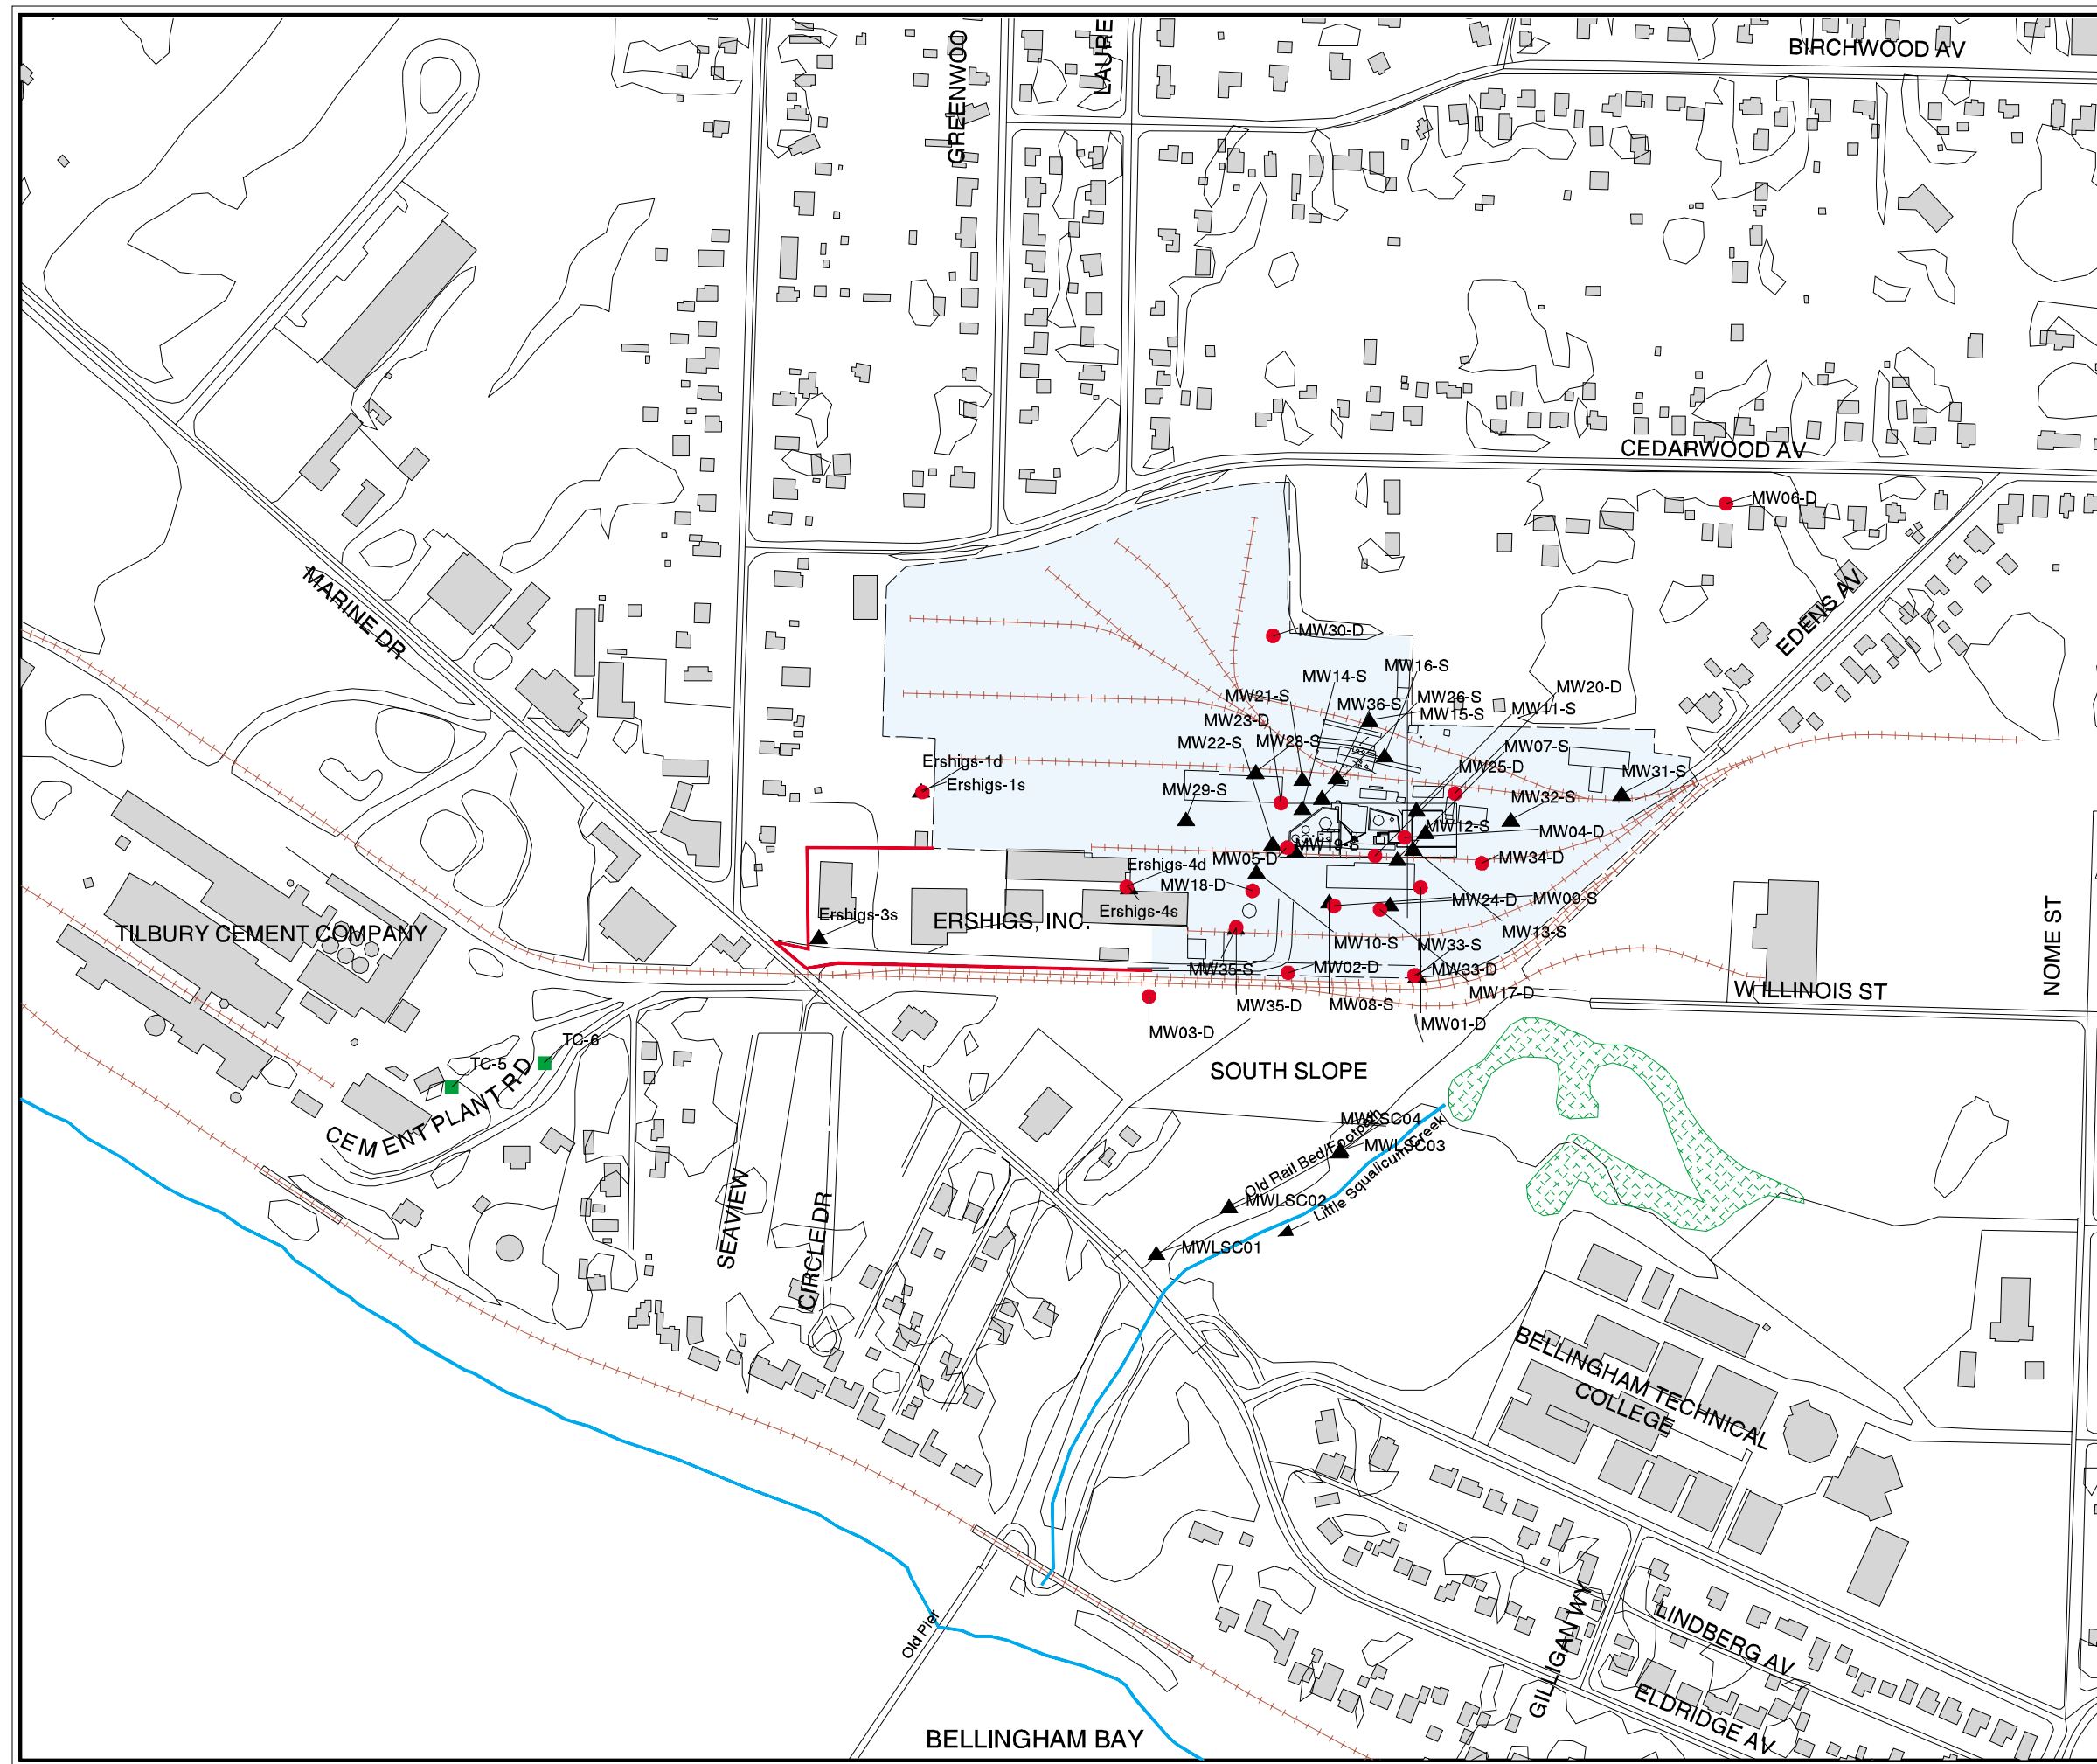 BIRCHWOOD AV
GREENWOO
LAURE
CEDARWOOD AV
MW06-D
MARINE DR
EDENS AV
MW30-D
MW16-S
MW14-S
MW20-D
MW21-S
MW36-S
MW26-S
MW11-S
MW15-S
MW23-D
MW22-S
MW28-S
MW07-S
Ershigs-1d
MW25-D
MW31-S
Ershigs-1s
MW29-S
MW32-S
MW12-S
MW04-D
MW19-S
MW05-D
MW34-D
Ershigs-4d
MW18-D
MW24-D
MW09-S
Ershigs-3s
Ershigs-4s
ERSHIGS, INC.
TILBURY CEMENT COMPANY
MW13-S
MW10-S
MW33-S
NOME ST
MW35-S
MW02-D
MW33-D
W ILLINOIS ST
MW17-D
MW35-D
MW08-S
MW03-D
MW01-D
TC-6
TC-5
SOUTH SLOPE
CEMENT PLANT RD
MWLSC04
MWLSC03
Old Rail Bed/Footpath
Little Squalicum Creek
MWLSC02
SEAVIEW
CIRCLE DR
MWLSC01
BELLINGHAM TECHNICAL
COLLEGE
Old Pier
GILLIGAN WY
LINDBERG AV
ELDRIDGE AV
BELLINGHAM BAY